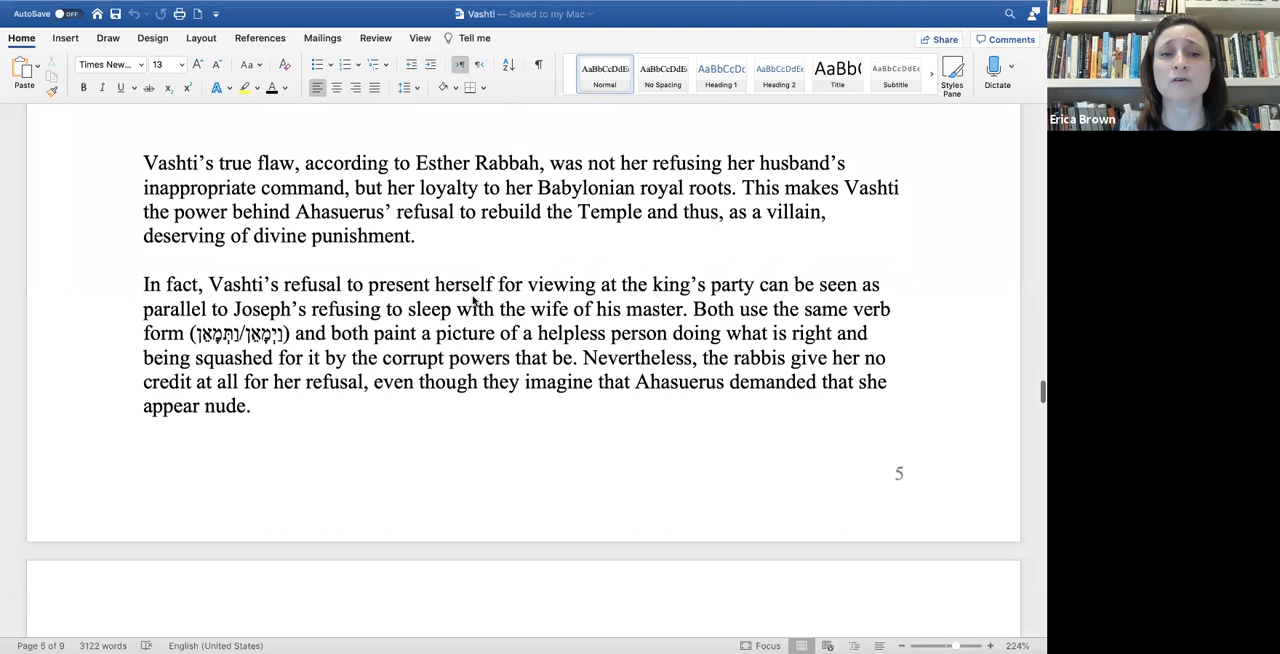 AutoSave OFF
Vashti — Saved to my Mac
Home Insert Draw Design Layout References Mailings Review View Tell me
Share Comments
Paste
Times New... 13
AaBbCcDdE AaBbCcDdE AaBbCcDc AaBbCcDdEe AaBb( AaBbCcDdEe
Normal No Spacing Heading 1 Heading 2 Title Subtitle
Styles Pane
Dictate
Erica Brown
Vashti’s true flaw, according to Esther Rabbah, was not her refusing her husband’s
inappropriate command, but her loyalty to her Babylonian royal roots. This makes Vashti
the power behind Ahasuerus’ refusal to rebuild the Temple and thus, as a villain,
deserving of divine punishment.
In fact, Vashti’s refusal to present herself for viewing at the king’s party can be seen as
parallel to Joseph’s refusing to sleep with the wife of his master. Both use the same verb
form (וַיְמָאֵן/וַתְּמָאֵן) and both paint a picture of a helpless person doing what is right and
being squashed for it by the corrupt powers that be. Nevertheless, the rabbis give her no
credit at all for her refusal, even though they imagine that Ahasuerus demanded that she
appear nude.
5
Page 5 of 9 3122 words English (United States) Focus 224%